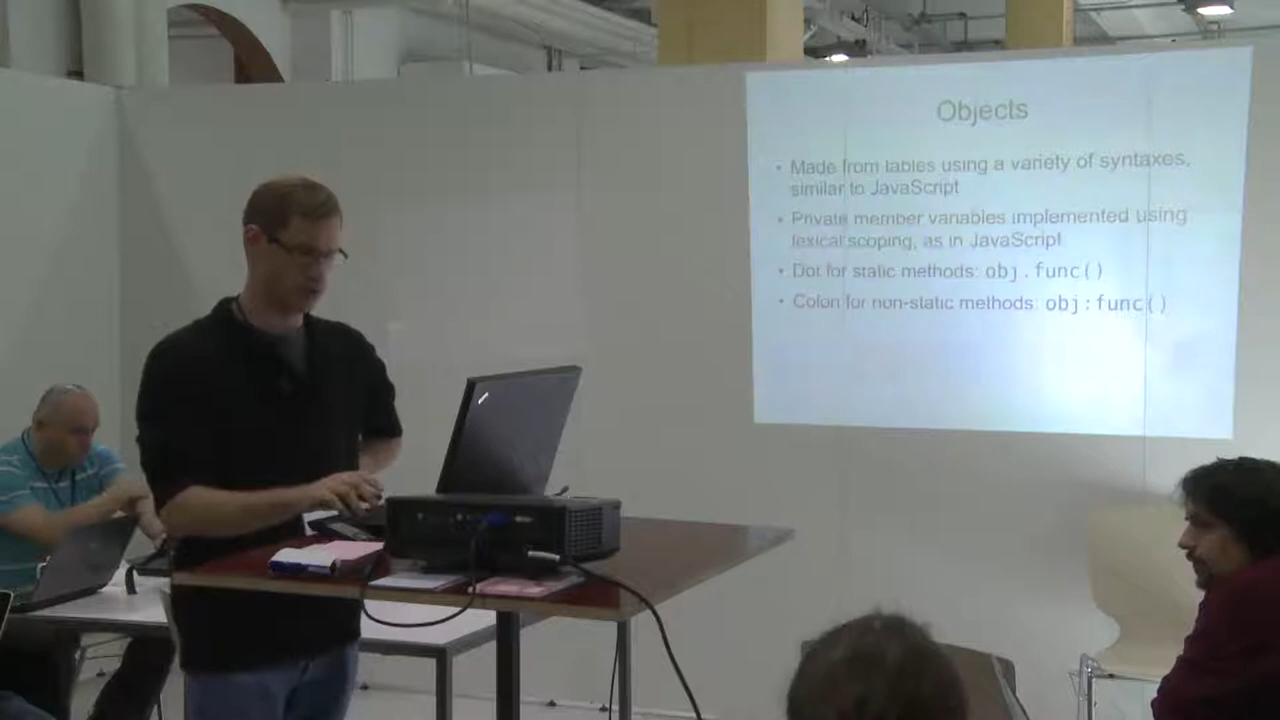 Objects
• Made from tables using a variety of syntaxes,
similar to JavaScript
• Private member variables implemented using
lexical scoping, as in JavaScript
• Dot for static methods: obj.func()
• Colon for non-static methods: obj:func()